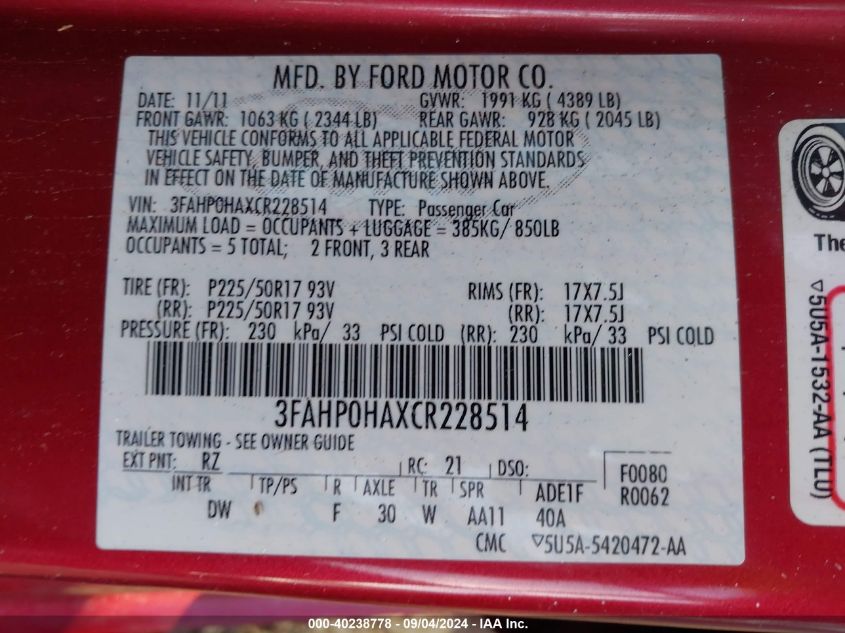 MFD. BY FORD MOTOR CO.
DATE: 11/11 GVWR: 1991 KG ( 4389 LB)
FRONT GAWR: 1063 KG ( 2344 LB) REAR GAWR: 928 KG ( 2045 LB)
THIS VEHICLE CONFORMS TO ALL APPLICABLE FEDERAL MOTOR
VEHICLE SAFETY, BUMPER, AND THEFT PREVENTION STANDARDS
IN EFFECT ON THE DATE OF MANUFACTURE SHOWN ABOVE.
VIN: 3FAHP0HAXCR228514 TYPE: Passenger Car
MAXIMUM LOAD = OCCUPANTS + LUGGAGE = 385KG/ 850LB
OCCUPANTS = 5 TOTAL; 2 FRONT, 3 REAR
TIRE (FR): P225/50R17 93V RIMS (FR): 17X7.5J
(RR): P225/50R17 93V (RR): 17X7.5J
PRESSURE (FR): 230 kPa/ 33 PSI COLD (RR): 230 kPa/ 33 PSI COLD
3FAHP0HAXCR228514
TRAILER TOWING - SEE OWNER GUIDE
EXT PNT: RZ RC: 21 DSO: F0080
INT TR TP/PS R AXLE TR SPR ADE1F R0062
DW F 30 W AA11 40A
CMC ▽5U5A-5420472-AA
The
▽5U5A-1532-AA (TLU)
000-40238778 - 09/04/2024 - IAA Inc.